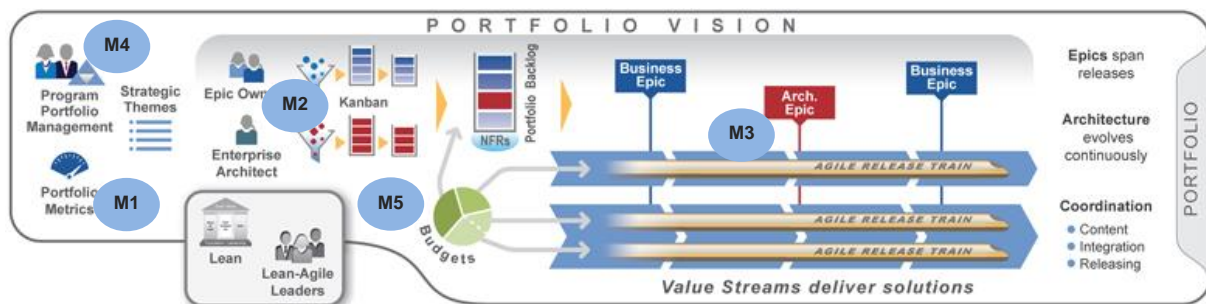 PORTFOLIO VISION
M4
Program
Portfolio
Management
Strategic
Themes
Portfolio
Metrics
M1
Epic Own
M2
Kanban
Enterprise
Architect
Portfolio Backlog
NFRs
Business
Epic
Arch.
Epic
Business
Epic
M3
AGILE RELEASE TRAIN
AGILE RELEASE TRAIN
AGILE RELEASE TRAIN
M5
Budgets
Lean
Lean-Agile
Leaders
Value Streams deliver solutions
Epics span
releases
Architecture
evolves
continuously
Coordination
Content
Integration
Releasing
PORTFOLIO